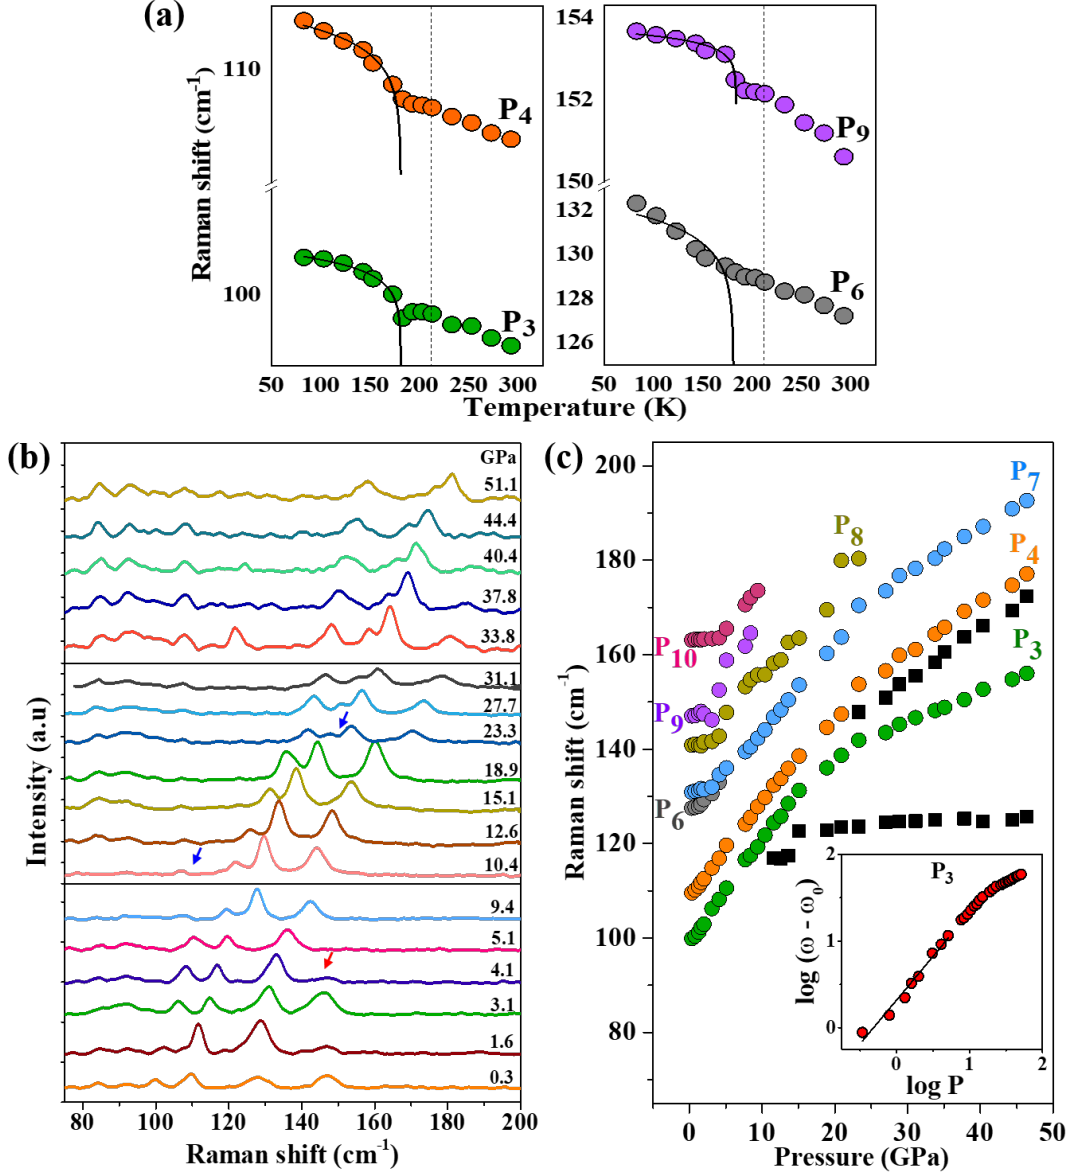 (a)
Raman shift (cm-1)
110
100
P4
P3
50 100 150 200 250 300
154
152
150
132
130
128
126
P9
P6
50 100 150 200 250 300
Temperature (K)
(b)
GPa
51.1
44.4
40.4
37.8
33.8
31.1
27.7
23.3
18.9
15.1
12.6
10.4
9.4
5.1
4.1
3.1
1.6
0.3
Intensity (a.u)
80 100 120 140 160 180 200
Raman shift (cm-1)
(c)
Raman shift (cm-1)
200
180
160
140
120
100
80
P7
P8
P4
P10
P3
P9
P6
0 10 20 30 40 50
Pressure (GPa)
P3
log (ω - ω0)
2
1
0
0 1 2
log P